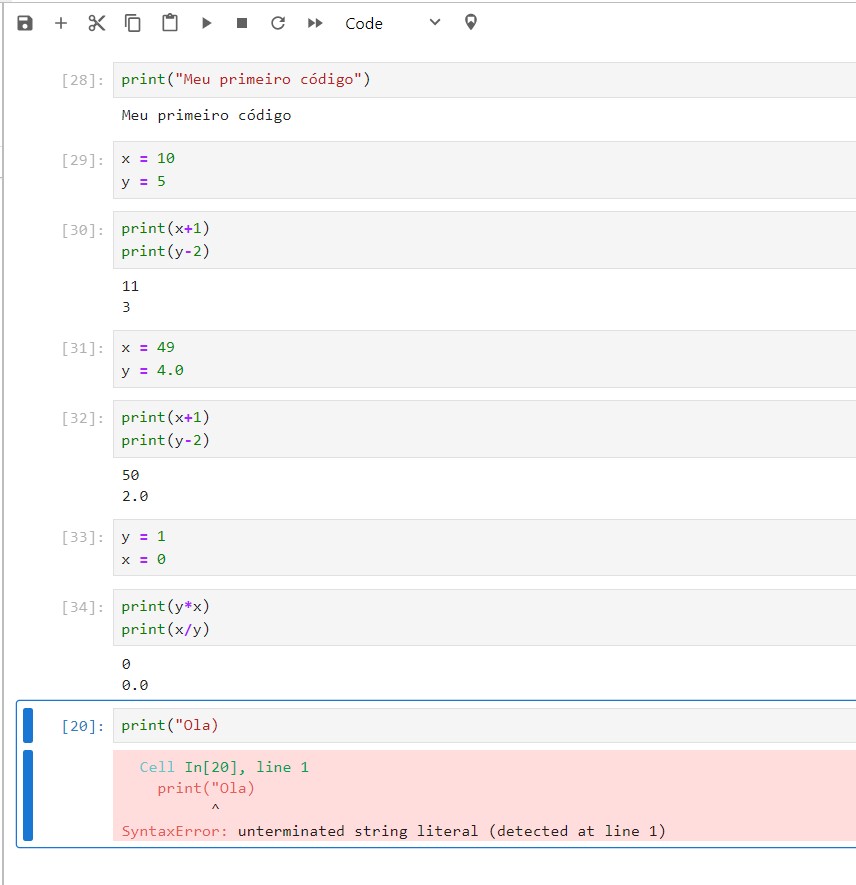 Code
[28]: print("Meu primeiro código")
Meu primeiro código
[29]: x = 10
y = 5
[30]: print(x+1)
print(y-2)
11
3
[31]: x = 49
y = 4.0
[32]: print(x+1)
print(y-2)
50
2.0
[33]: y = 1
x = 0
[34]: print(y*x)
print(x/y)
0
0.0
[20]: print("Ola)
Cell In[20], line 1
print("Ola)
^
SyntaxError: unterminated string literal (detected at line 1)